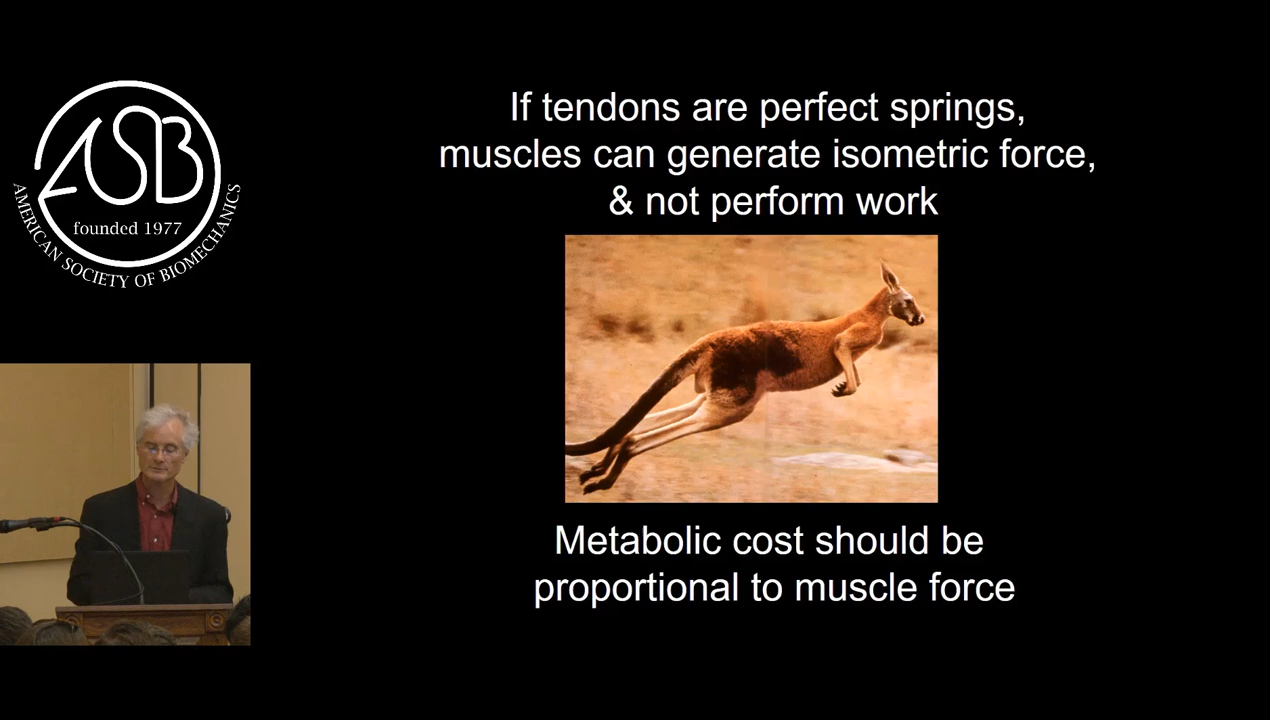 ASB
founded 1977
AMERICAN SOCIETY OF BIOMECHANICS
If tendons are perfect springs,
muscles can generate isometric force,
& not perform work
Metabolic cost should be
proportional to muscle force